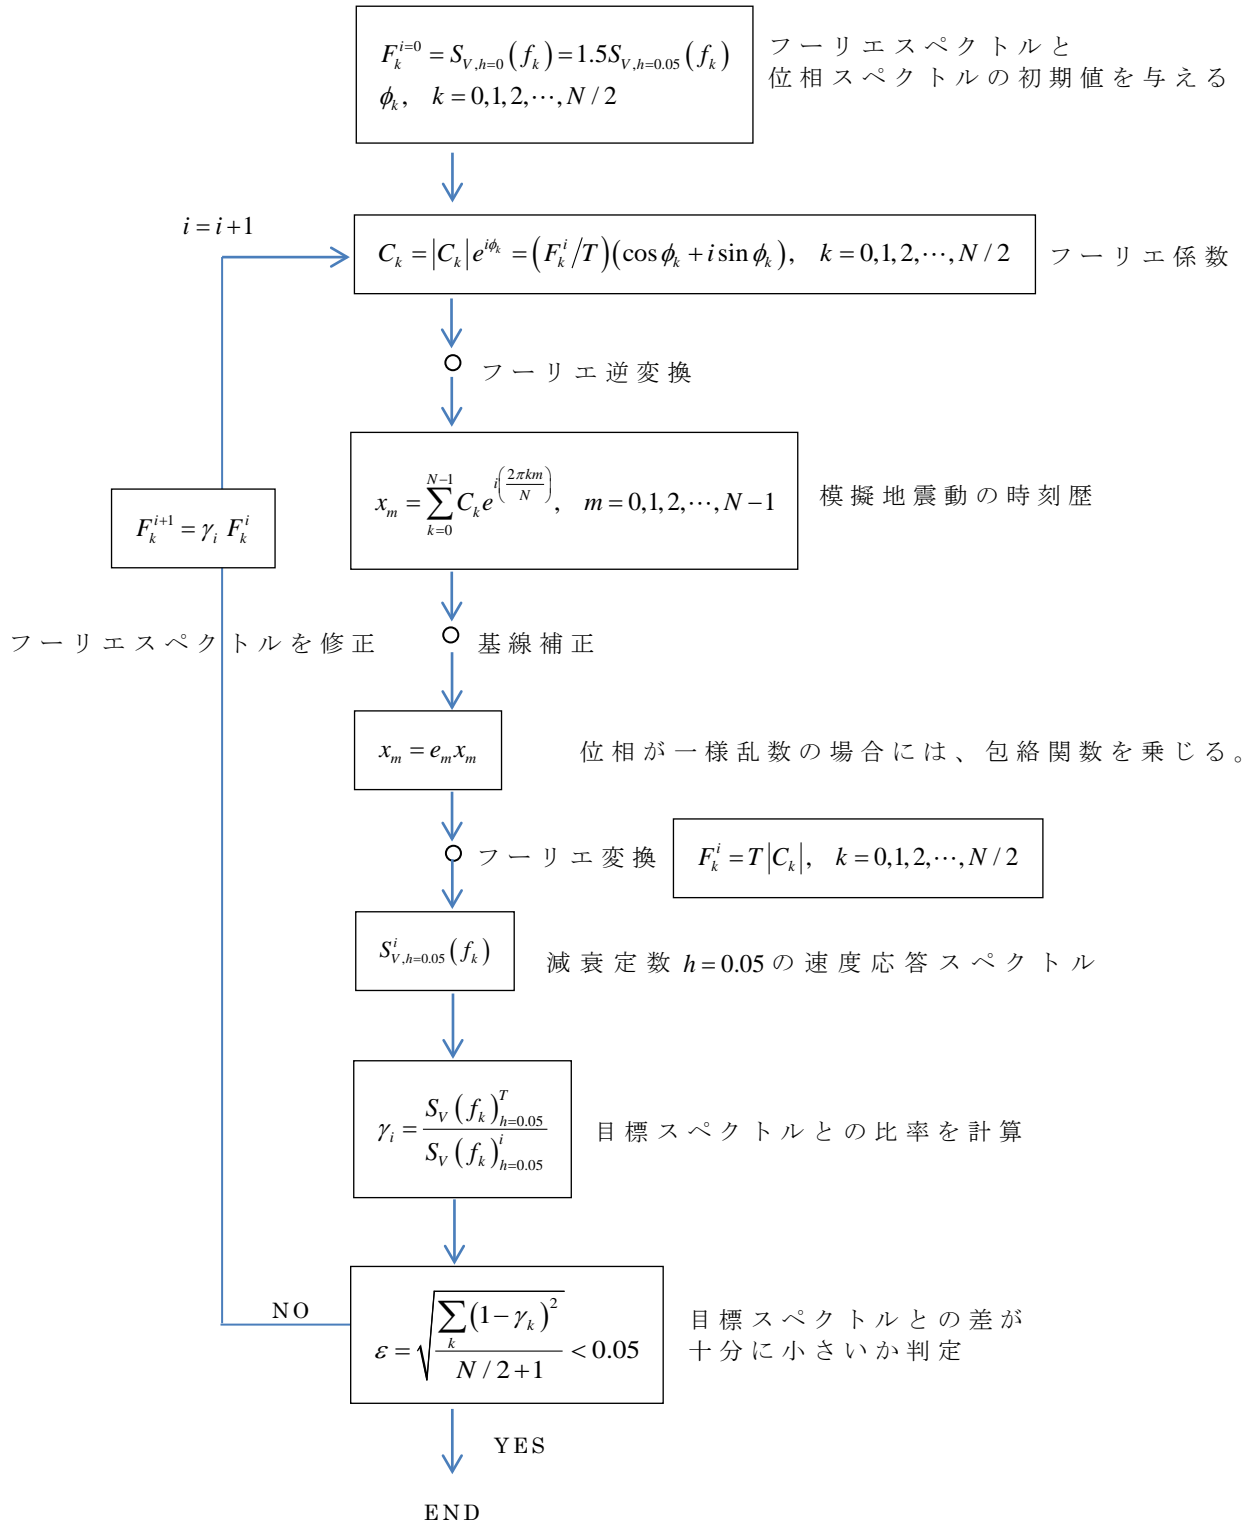 F_k^{i=0} = S_{V,h=0}(f_k) = 1.5S_{V,h=0.05}(f_k)
φ_k, k = 0,1,2,⋯,N/2
フーリエスペクトルと
位相スペクトルの初期値を与える
i = i+1
C_k = |C_k| e^{iφ_k} = (F_k^i/T)(cos φ_k + i sin φ_k), k = 0,1,2,⋯,N/2
フーリエ係数
フーリエ逆変換
x_m = ∑_{k=0}^{N−1} C_k e^{i(2πkm/N)}, m = 0,1,2,⋯,N−1
模擬地震動の時刻歴
F_k^{i+1} = γ_i F_k^i
フーリエスペクトルを修正
基線補正
x_m = e_m x_m
位相が一様乱数の場合には、包絡関数を乗じる。
フーリエ変換
F_k^i = T|C_k|, k = 0,1,2,⋯,N/2
S_{V,h=0.05}^i(f_k)
減衰定数 h = 0.05 の速度応答スペクトル
γ_i = S_V(f_k)_{h=0.05}^T / S_V(f_k)_{h=0.05}^i
目標スペクトルとの比率を計算
NO
ε = √(∑_k (1−γ_k)^2 / (N/2+1)) < 0.05
目標スペクトルとの差が
十分に小さいか判定
YES
END